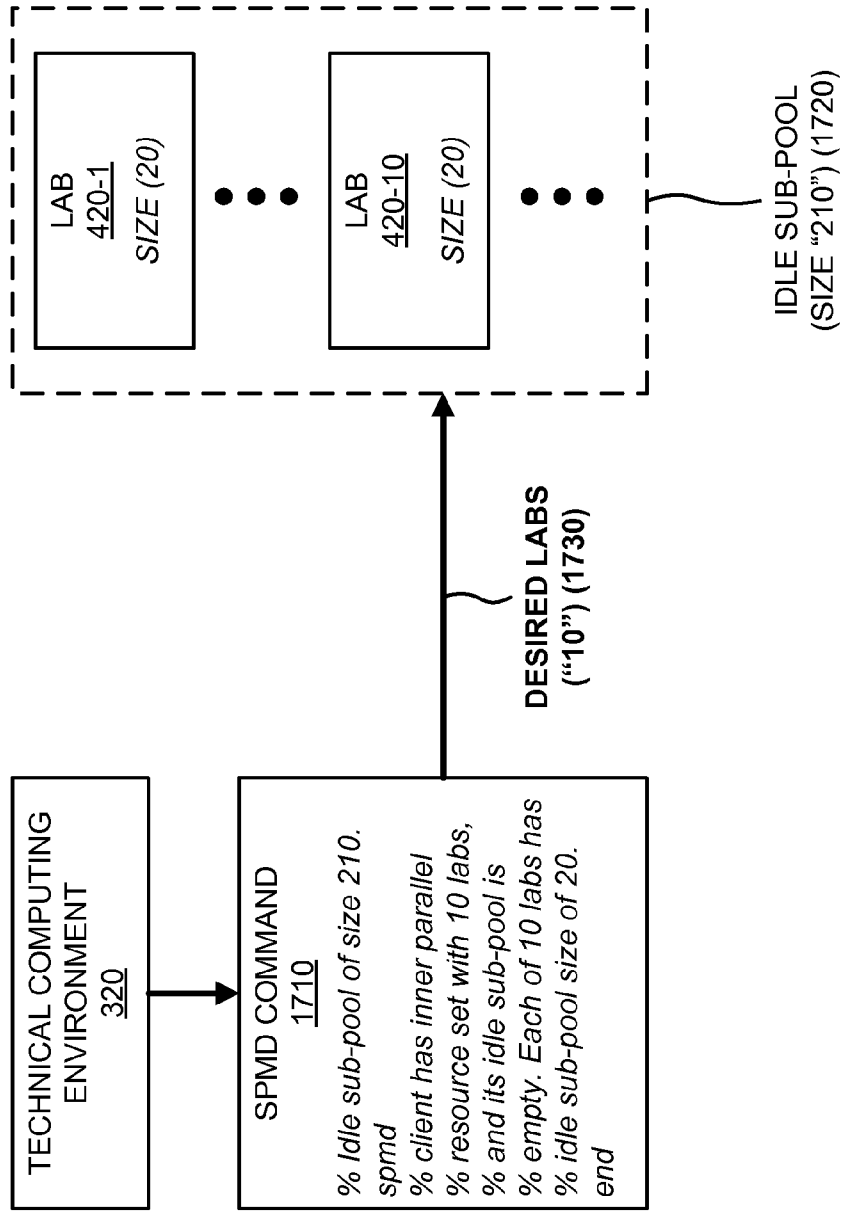 TECHNICAL COMPUTING
ENVIRONMENT
320
SPMD COMMAND
1710
% Idle sub-pool of size 210.
spmd
% client has inner parallel
% resource set with 10 labs,
% and its idle sub-pool is
% empty. Each of 10 labs has
% idle sub-pool size of 20.
end
DESIRED LABS
(“10”) (1730)
LAB
420-1
SIZE (20)
LAB
420-10
SIZE (20)
IDLE SUB-POOL
(SIZE “210”) (1720)